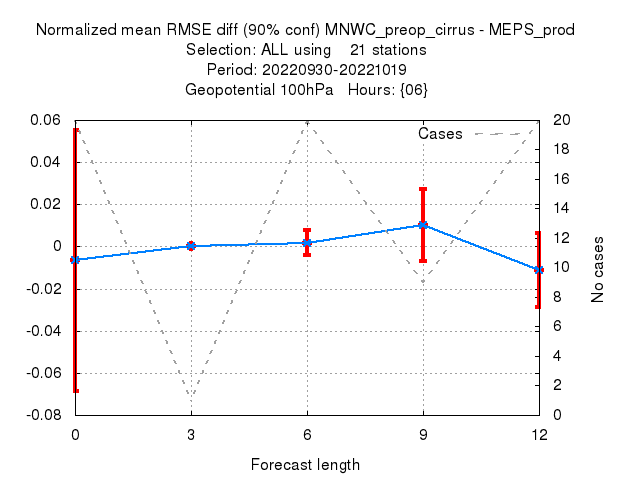 Normalized mean RMSE diff (90% conf) MNWC_preop_cirrus - MEPS_prod
Selection: ALL using 21 stations
Period: 20220930-20221019
Geopotential 100hPa Hours: {06}
Cases
0.06
0.04
0.02
0
-0.02
-0.04
-0.06
-0.08
20
18
16
14
12
10
8
6
4
2
0
No cases
0 3 6 9 12
Forecast length